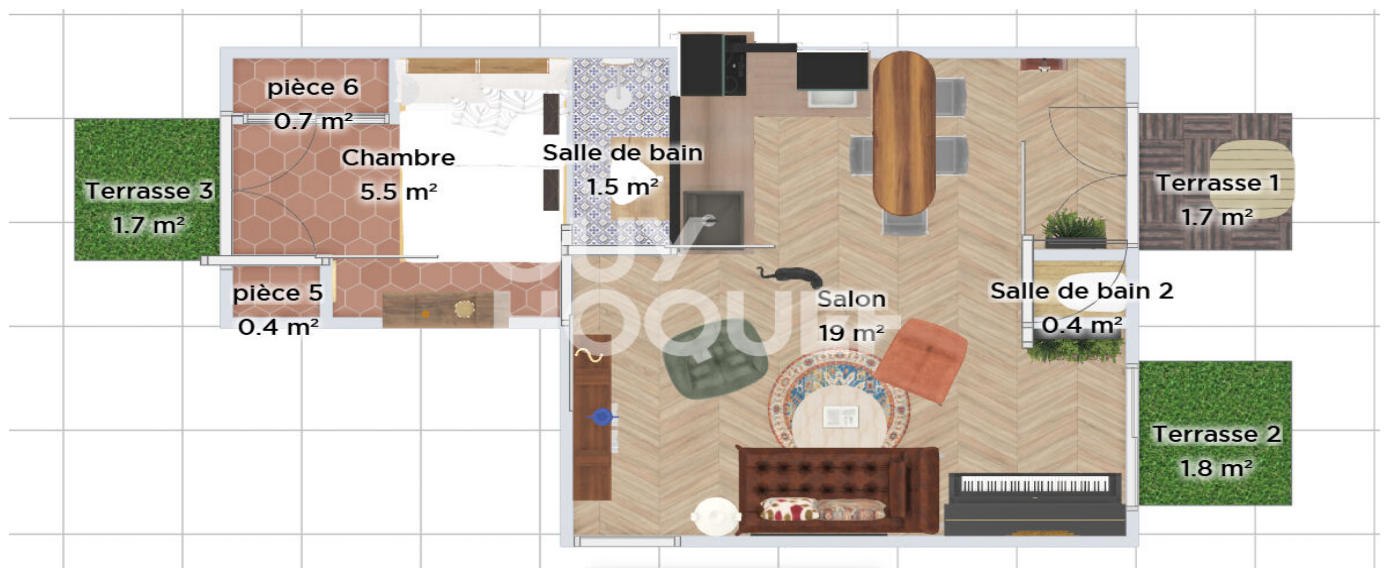 pièce 6
0.7 m²
Chambre
5.5 m²
Salle de bain
1.5 m²
Terrasse 3
1.7 m²
Terrasse 1
1.7 m²
pièce 5
0.4 m²
Salon
19 m²
Salle de bain 2
0.4 m²
Terrasse 2
1.8 m²
GUY
HOQUET